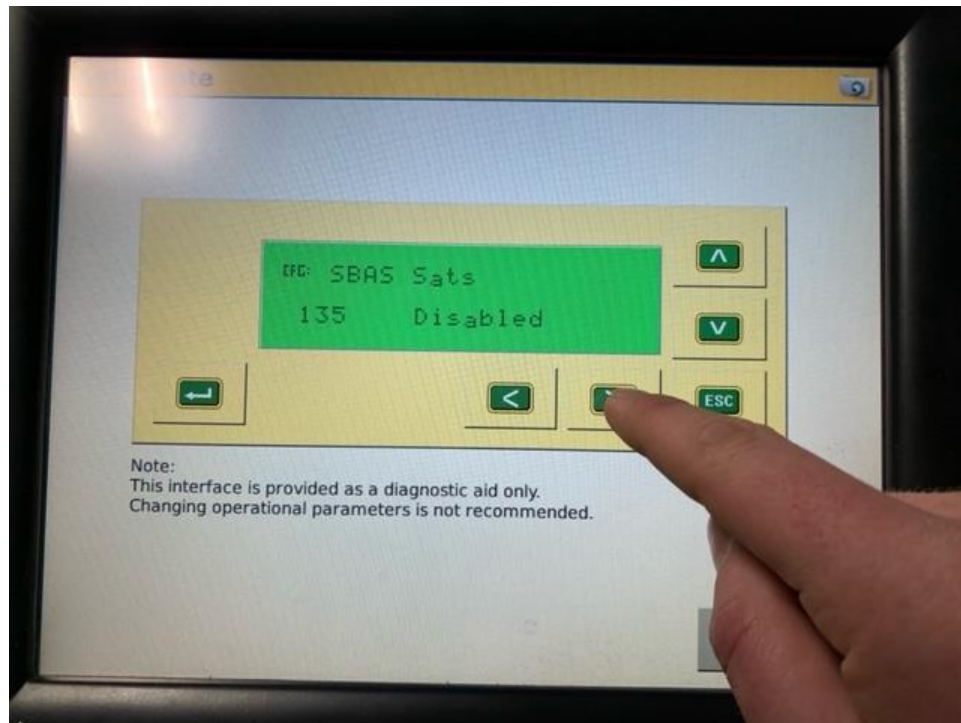 CFG: SBAS Sats
135 Disabled
ESC
Note:
This interface is provided as a diagnostic aid only.
Changing operational parameters is not recommended.